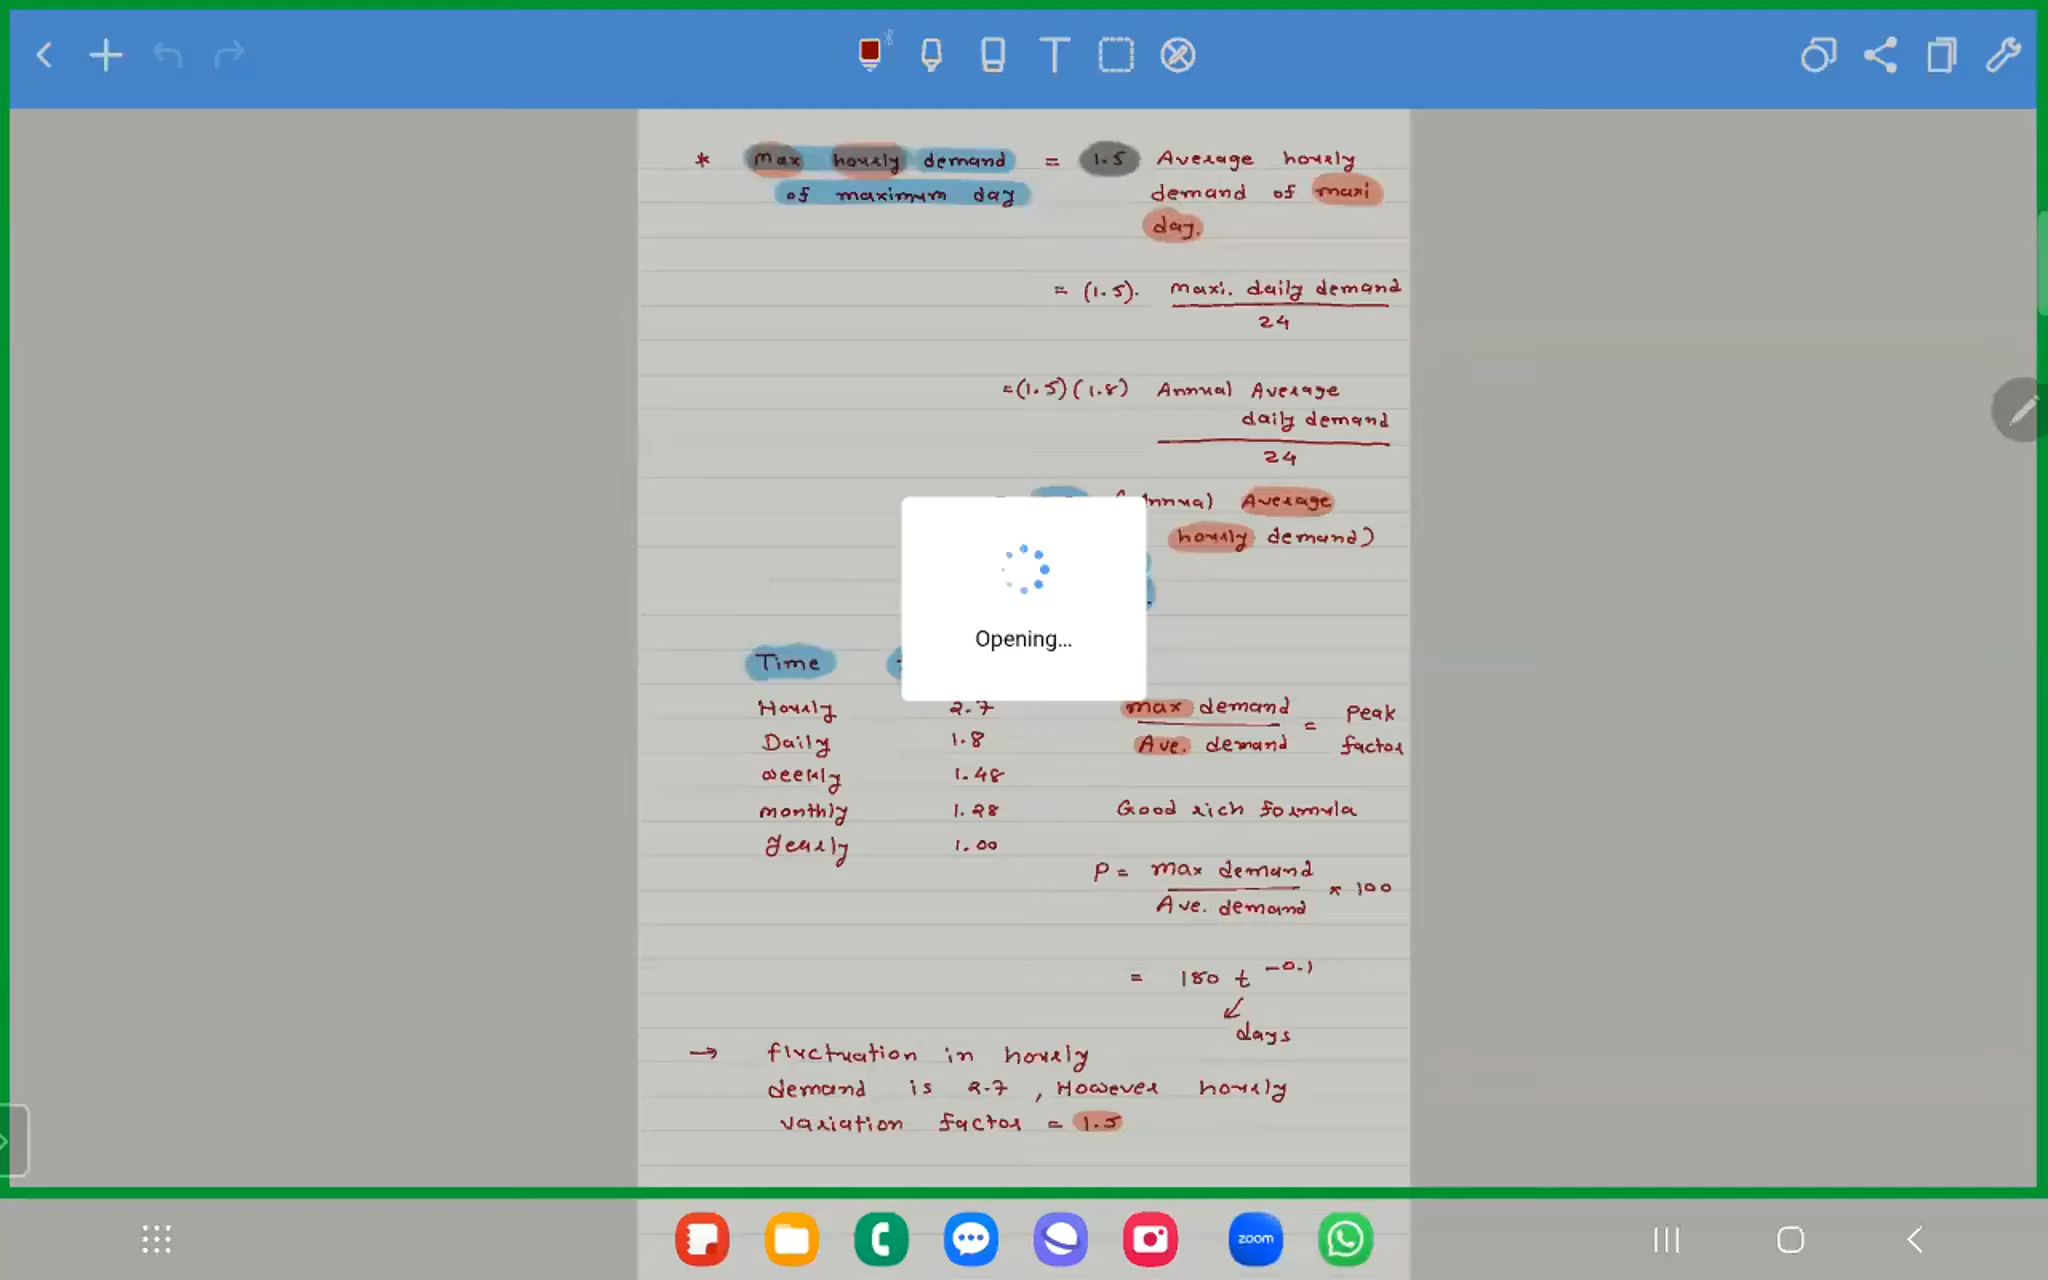 * max hourly demand = 1.5 Average hourly
of maximum day demand of maxi
day.
= (1.5). maxi. daily demand
24
= (1.5) (1.8) Annual Average
daily demand
24
Average
hourly demand)
Opening...
Time
Hourly 2.7 max demand = Peak
Daily 1.8 Ave. demand factor
weekly 1.48
monthly 1.28 Good rich formula
yearly 1.00
P = max demand × 100
Ave. demand
= 180 t -0.1
days
→ fluctuation in hourly
demand is 2.7, However hourly
variation factor = 1.5
zoom